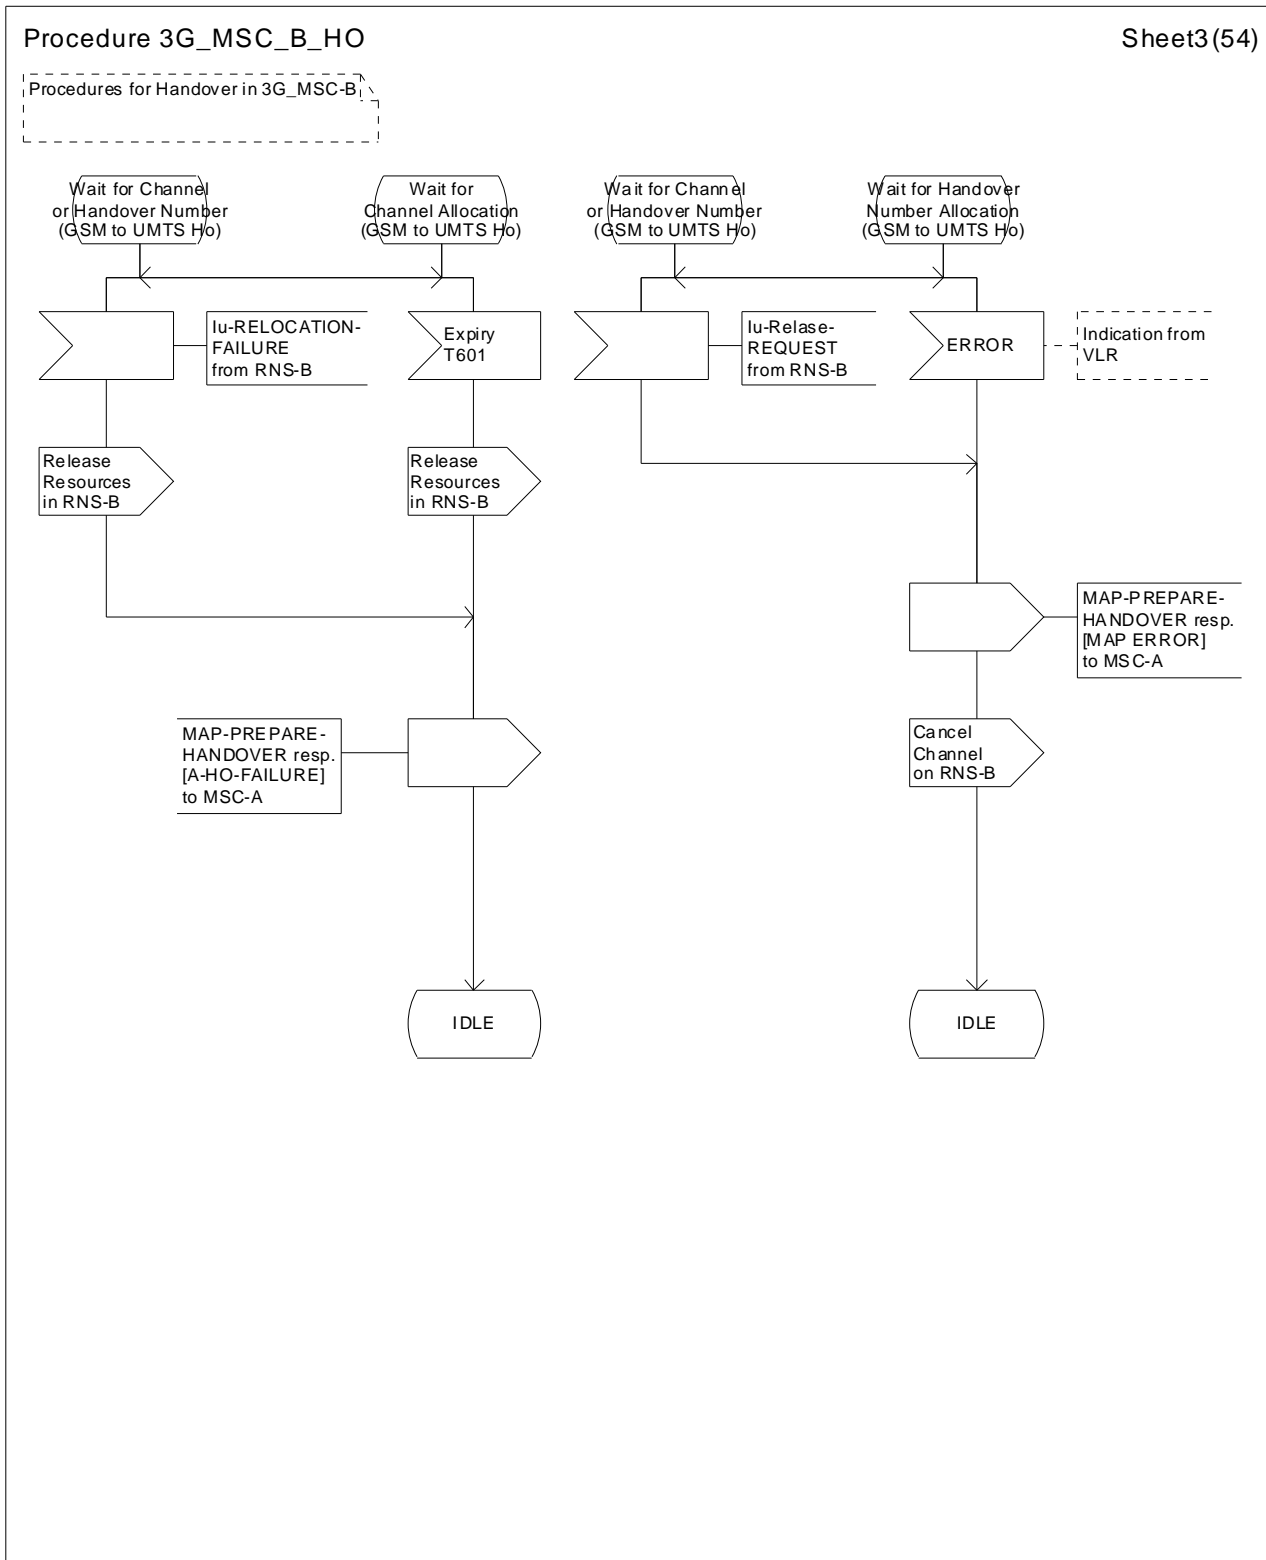 Procedure 3G_MSC_B_HO
Sheet3(54)
Procedures for Handover in 3G_MSC-B
Wait for Channel
or Handover Number
(GSM to UMTS Ho)
Wait for
Channel Allocation
(GSM to UMTS Ho)
Wait for Channel
or Handover Number
(GSM to UMTS Ho)
Wait for Handover
Number Allocation
(GSM to UMTS Ho)
Iu-RELOCATION-
FAILURE
from RNS-B
Expiry
T601
Iu-Relase-
REQUEST
from RNS-B
ERROR
Indication from
VLR
Release
Resources
in RNS-B
Release
Resources
in RNS-B
MAP-PREPARE-
HANDOVER resp.
[MAP ERROR]
to MSC-A
MAP-PREPARE-
HANDOVER resp.
[A-HO-FAILURE]
to MSC-A
Cancel
Channel
on RNS-B
IDLE
IDLE